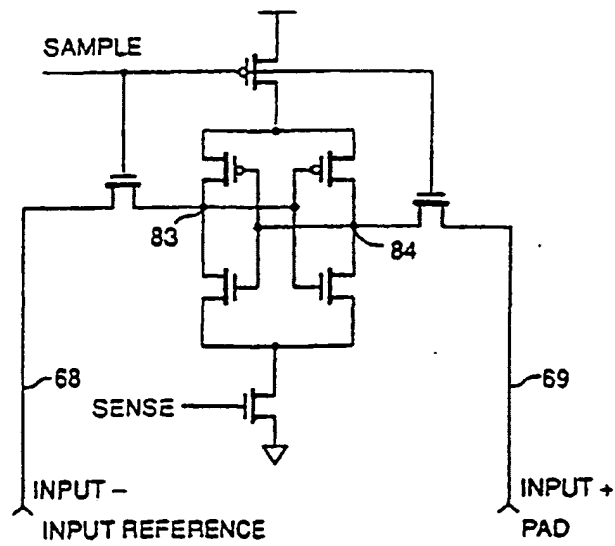 SAMPLE
83
84
68
69
SENSE
INPUT –
INPUT REFERENCE
INPUT +
PAD